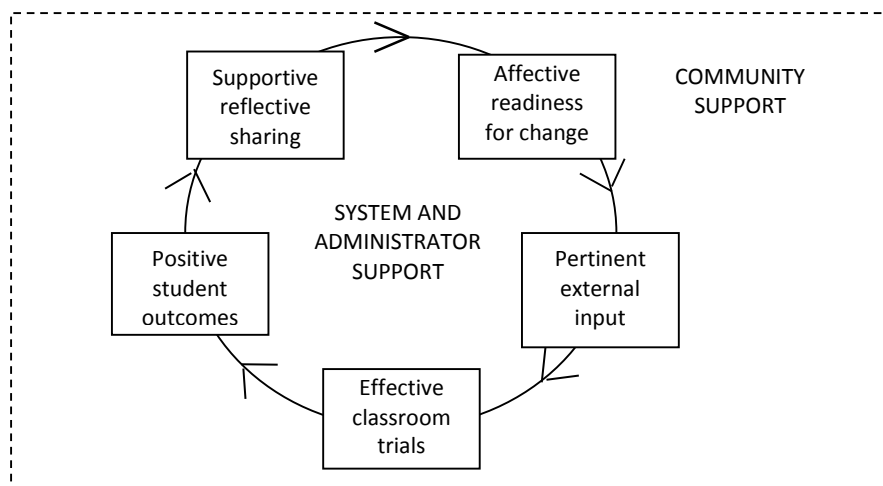 Supportive
reflective
sharing
Affective
readiness
for change
COMMUNITY
SUPPORT
SYSTEM AND
ADMINISTRATOR
SUPPORT
Positive
student
outcomes
Pertinent
external
input
Effective
classroom
trials